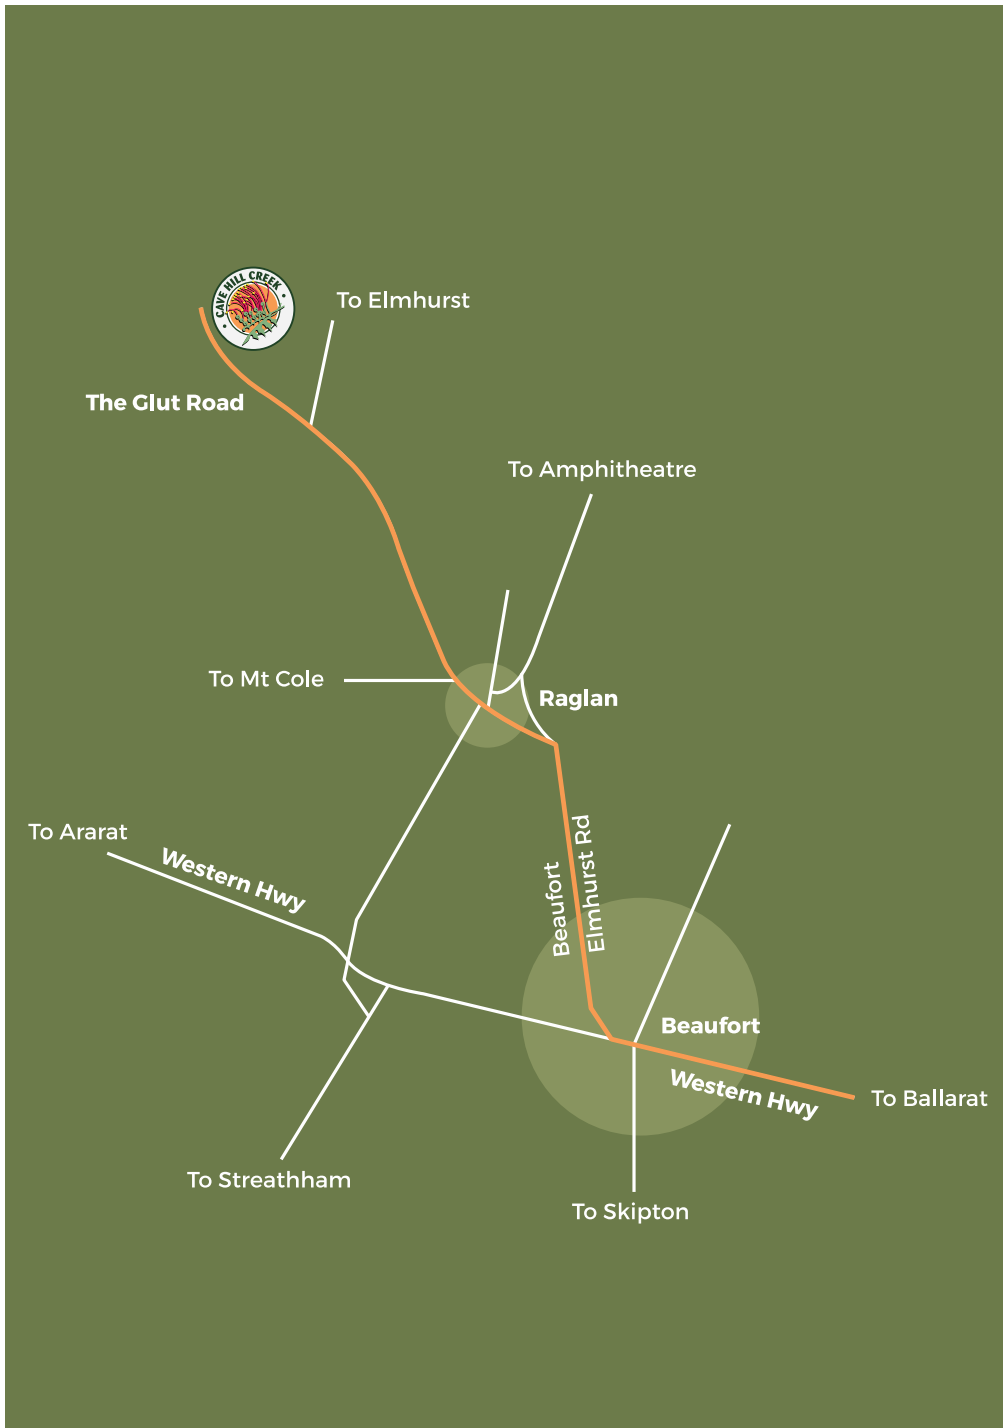 CAVE HILL CREEK
To Elmhurst
The Glut Road
To Amphitheatre
To Mt Cole
Raglan
To Ararat
Western Hwy
Beaufort
Elmhurst Rd
Beaufort
Western Hwy
To Ballarat
To Streathham
To Skipton